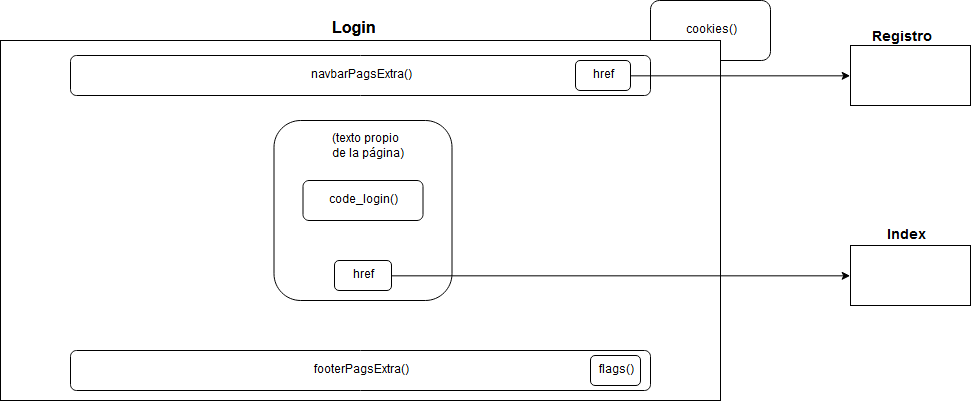 Login
cookies()
Registro
navbarPagsExtra()
href
(texto propio
de la página)
code_login()
Index
href
footerPagsExtra()
flags()